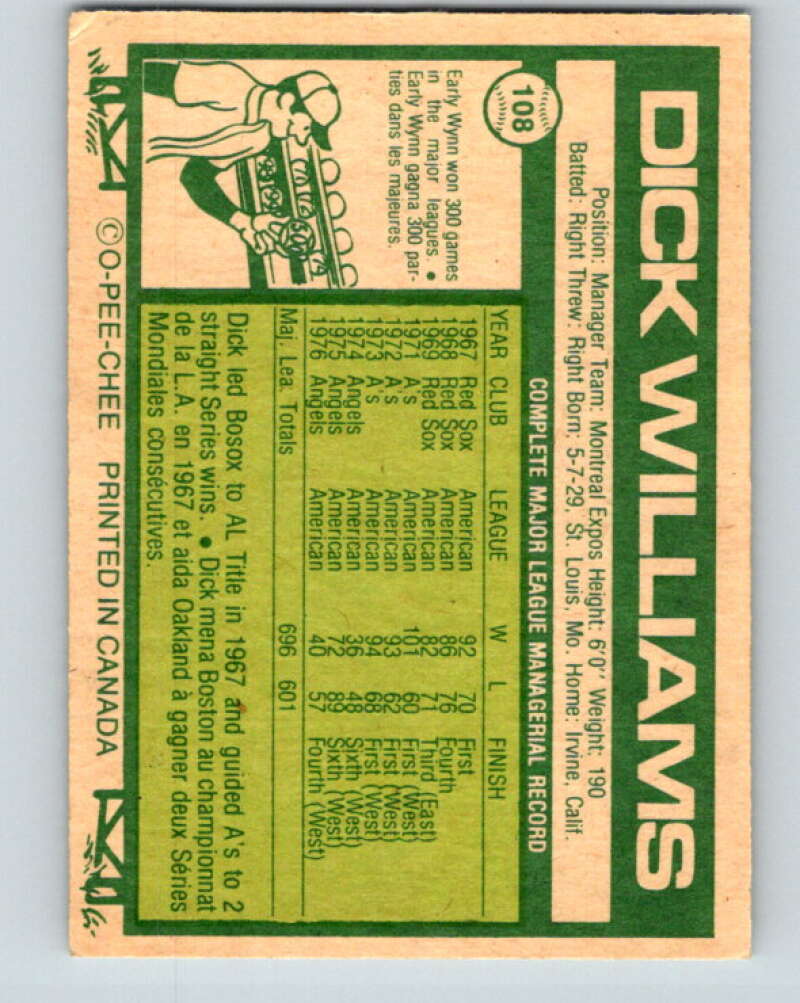 DICK WILLIAMS
Position: Manager Team: Montreal Expos Height: 6'0" Weight: 190
Batted: Right Threw: Right Born: 5-7-29, St. Louis, Mo. Home: Irvine, Calif.
108
COMPLETE MAJOR LEAGUE MANAGERIAL RECORD
Early Wynn won 300 games
in the major leagues. •
Early Wynn gagna 300 par-
ties dans les majeures.
YEAR CLUB LEAGUE W L FINISH
1967 Red Sox American 92 70 First
1968 Red Sox American 86 76 Fourth
1969 Red Sox American 82 71 Third (East)
1971 A's American 101 60 First (West)
1972 A's American 93 62 First (West)
1973 A's American 94 68 First (West)
1974 Angels American 36 48 Sixth (West)
1975 Angels American 72 89 Sixth (West)
1976 Angels American 40 57 Fourth (West)
Maj. Lea. Totals 696 601
Dick led Bosox to AL Title in 1967 and guided A's to 2
straight Series wins. • Dick mena Boston au championnat
de la L.A. en 1967 et aida Oakland à gagner deux Séries
Mondiales consécutives.
© O-PEE-CHEE PRINTED IN CANADA